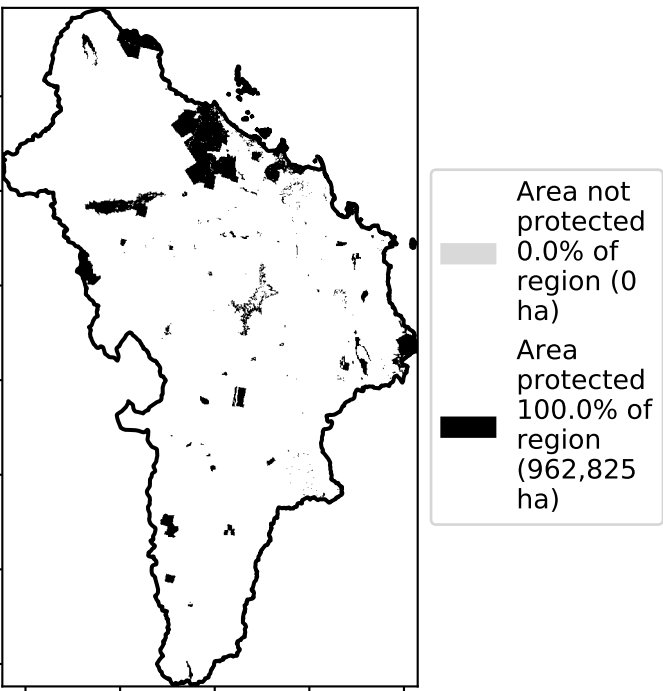 Area not
protected
0.0% of
region (0
ha)
Area
protected
100.0% of
region
(962,825
ha)